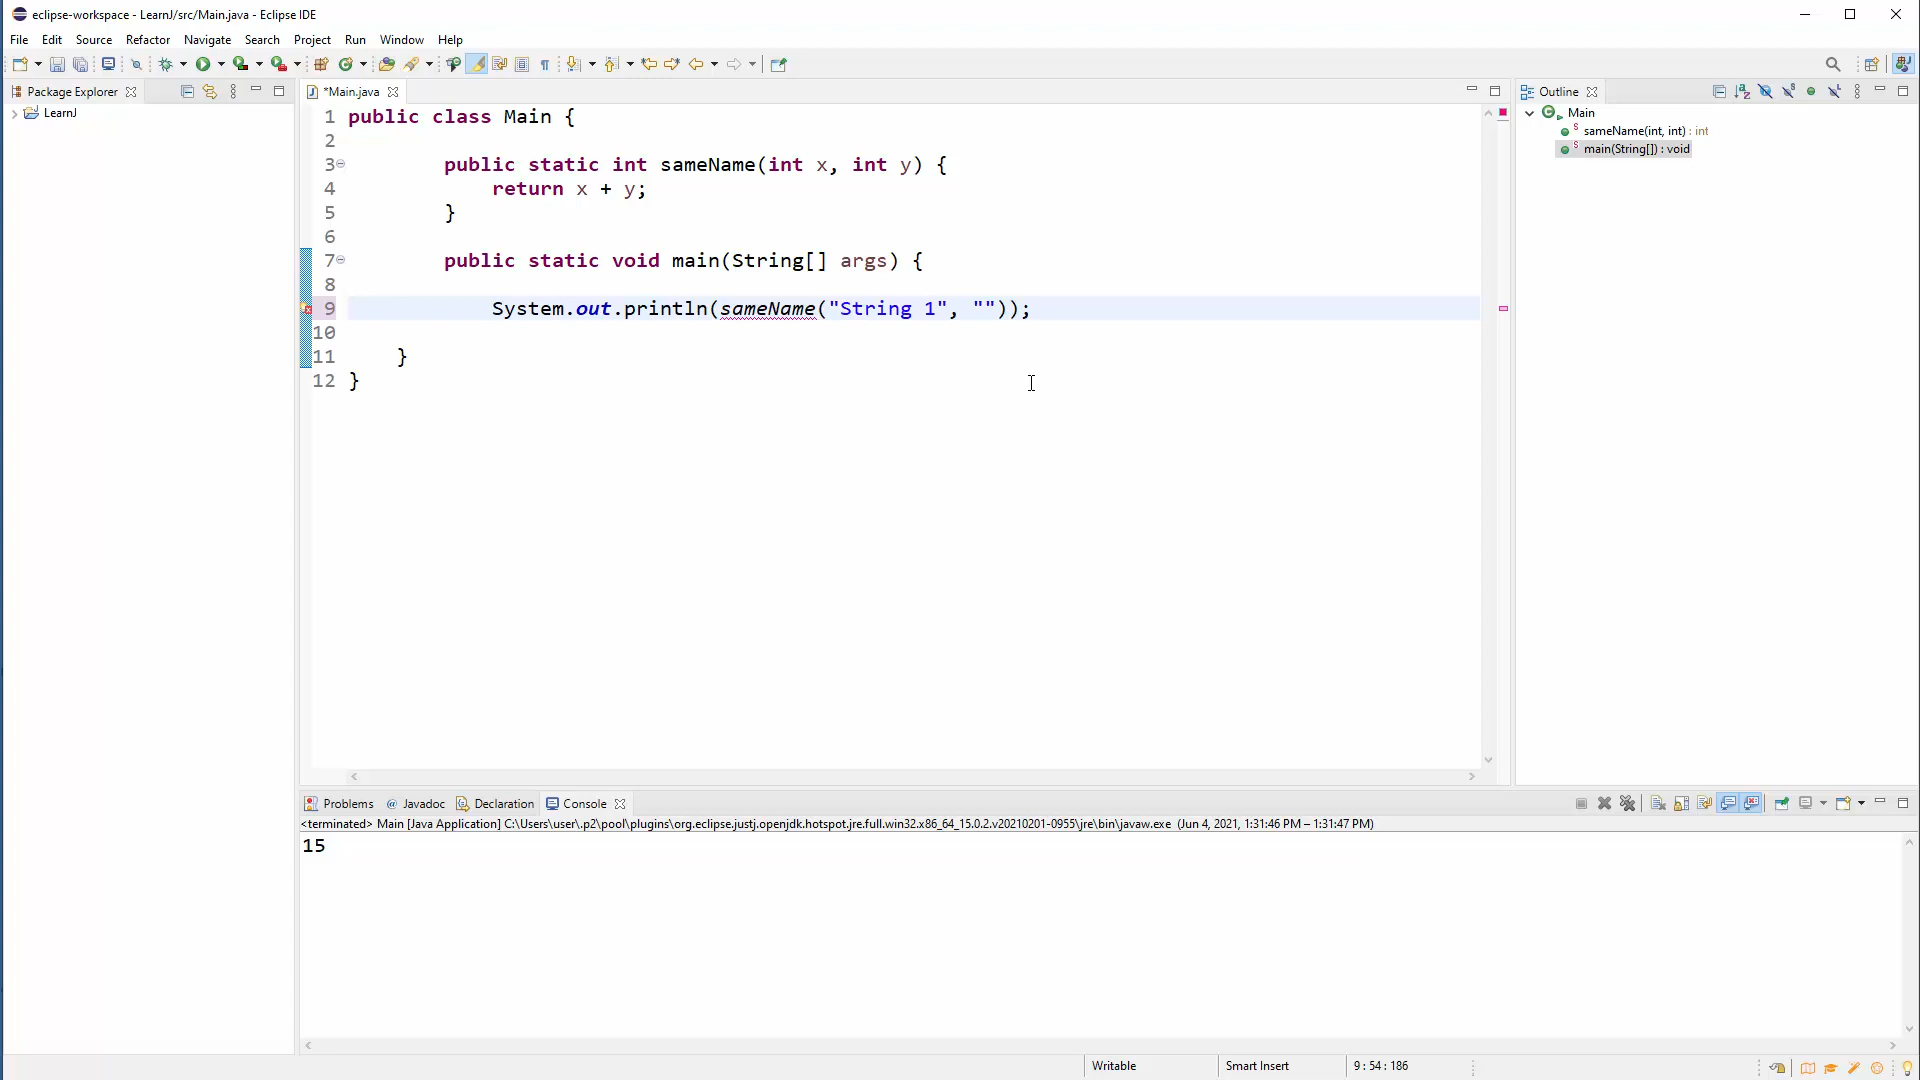 eclipse-workspace - LearnJ/src/Main.java - Eclipse IDE
File Edit Source Refactor Navigate Search Project Run Window Help
Package Explorer
LearnJ
*Main.java
1 public class Main {
2
3 public static int sameName(int x, int y) {
4 return x + y;
5 }
6
7 public static void main(String[] args) {
8
9 System.out.println(sameName("String 1", ""));
10
11 }
12 }
Outline
Main
sameName(int, int) : int
main(String[]) : void
Problems @ Javadoc Declaration Console
<terminated> Main [Java Application] C:\Users\user\.p2\pool\plugins\org.eclipse.justj.openjdk.hotspot.jre.full.win32.x86_64_15.0.2.v20210201-0955\jre\bin\javaw.exe (Jun 4, 2021, 1:31:46 PM – 1:31:47 PM)
15
Writable Smart Insert 9 : 54 : 186